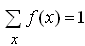 ∑ f(x) = 1
x